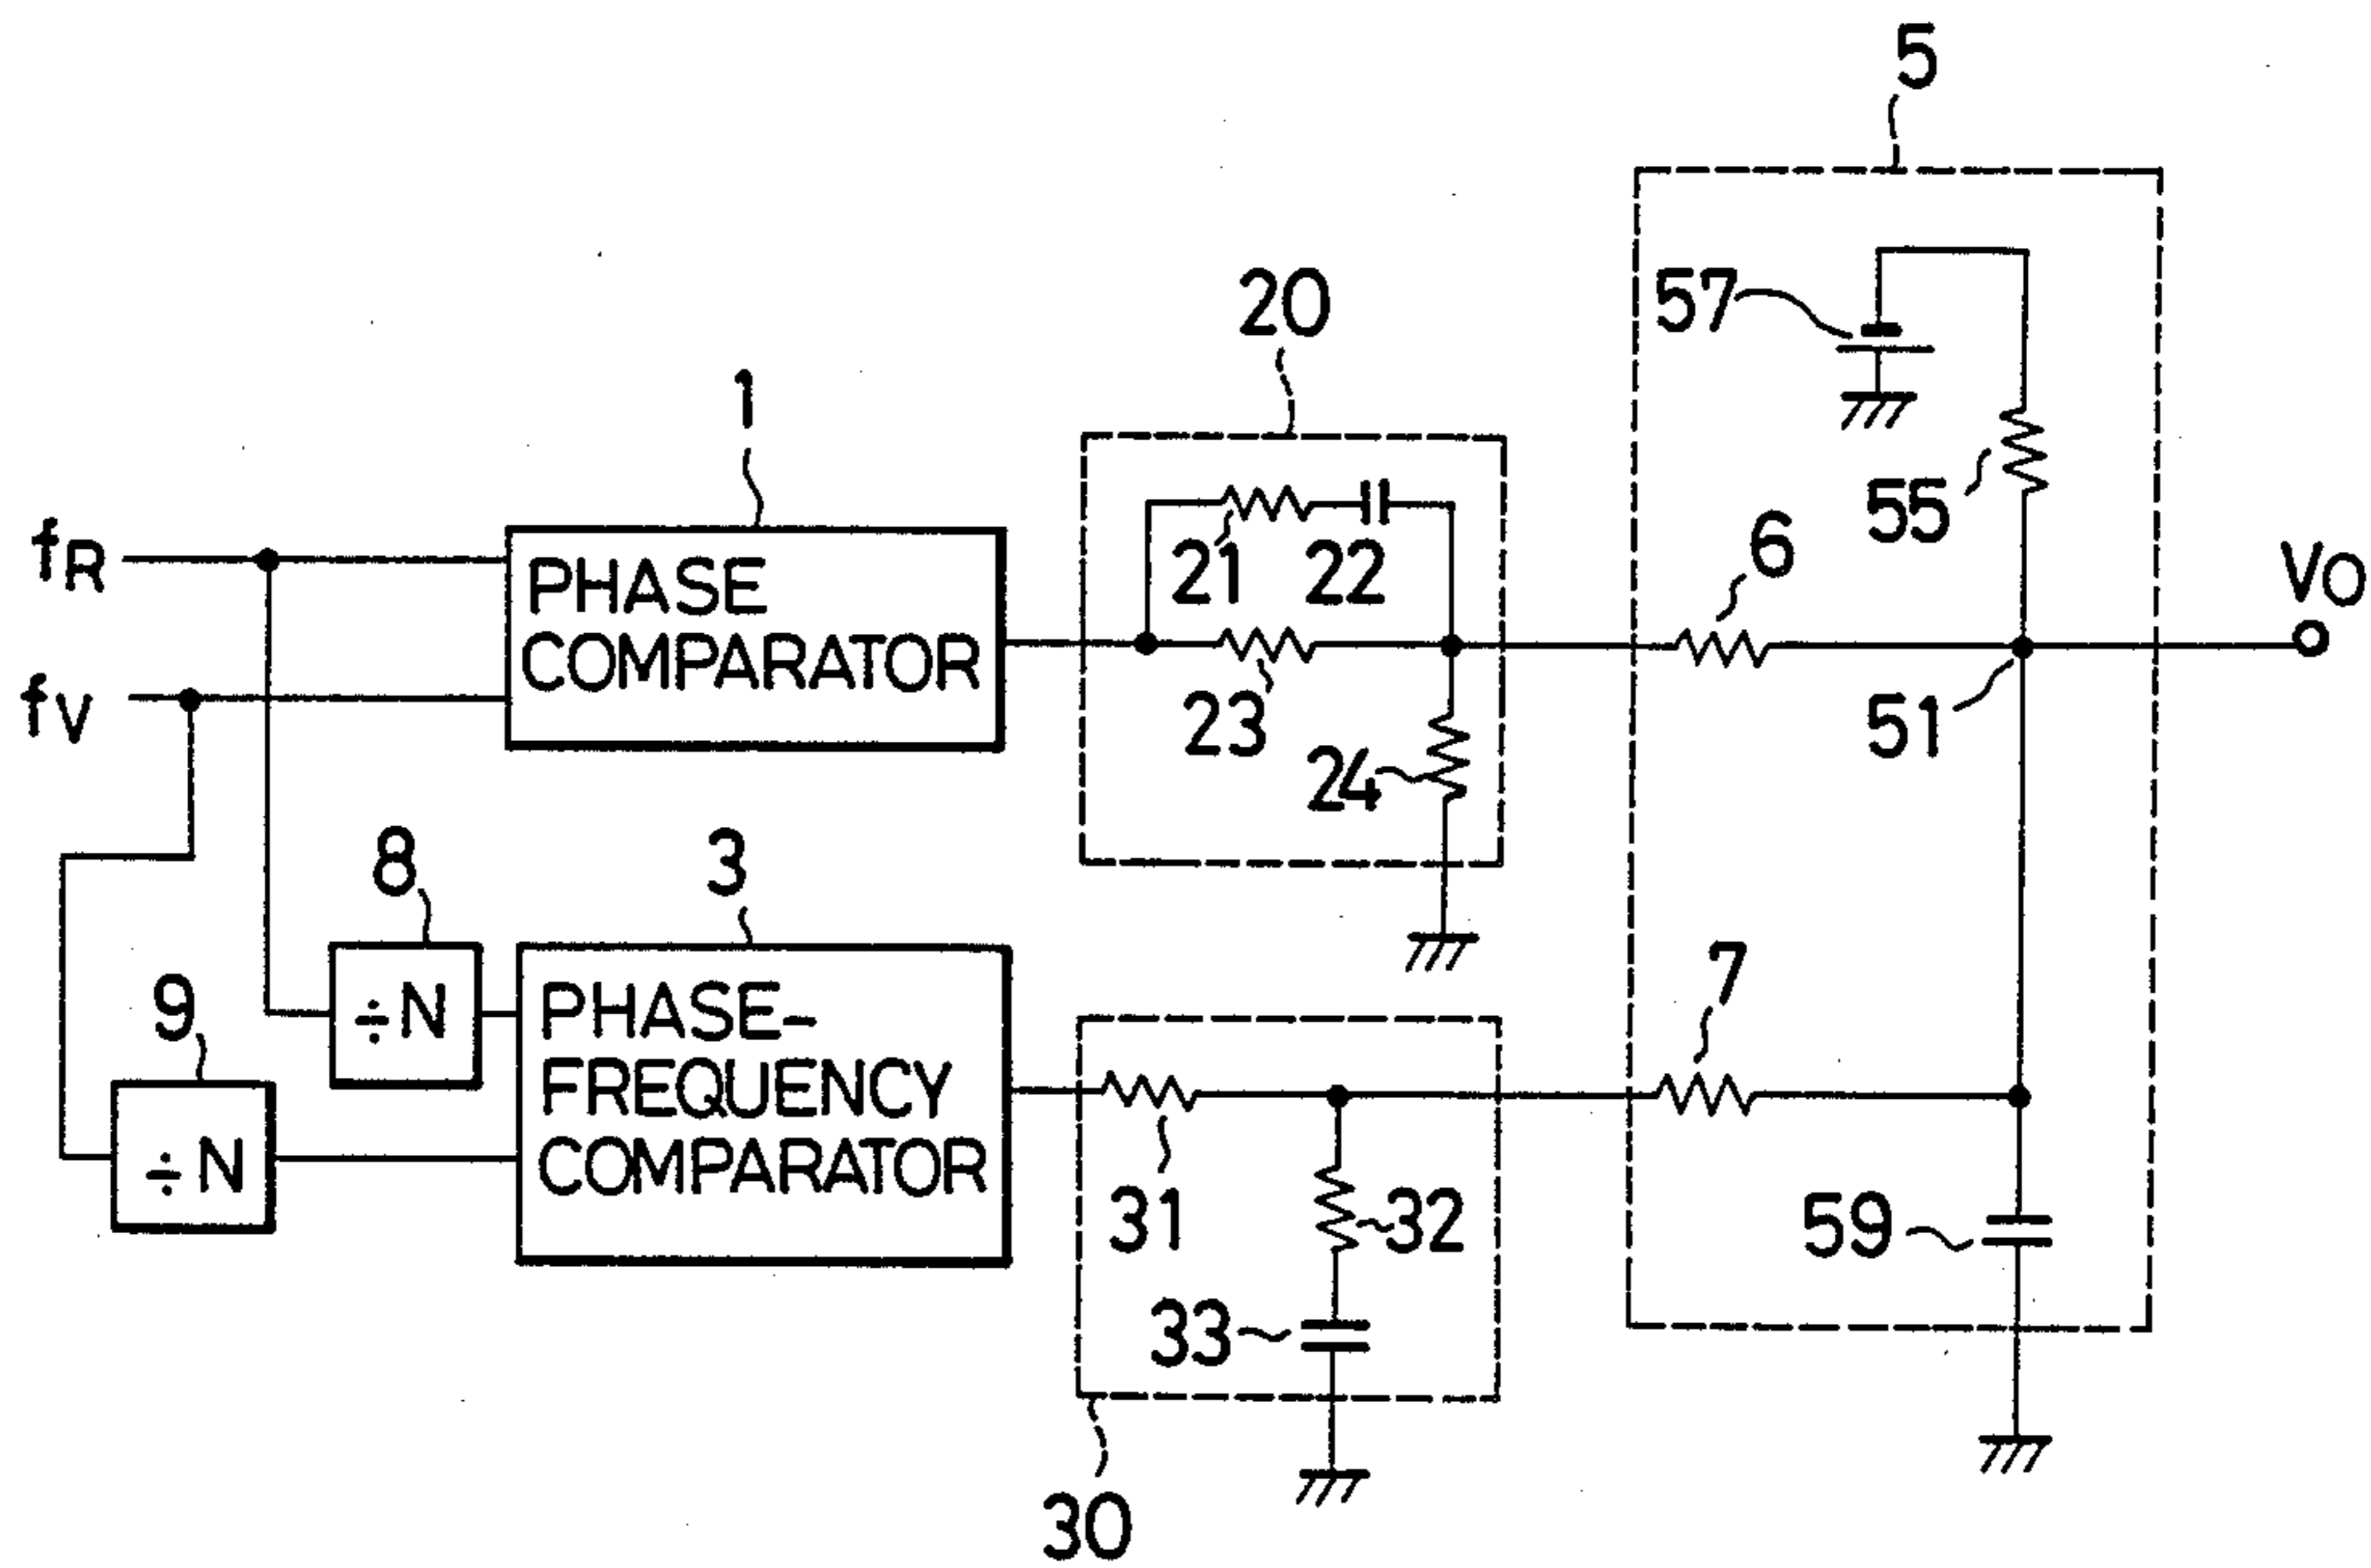 5
57
20
1
55
fR
PHASE
COMPARATOR
21
22
6
VO
fV
23
51
24
8
3
7
9
÷N
÷N
PHASE-
FREQUENCY
COMPARATOR
31
32
59
33
30